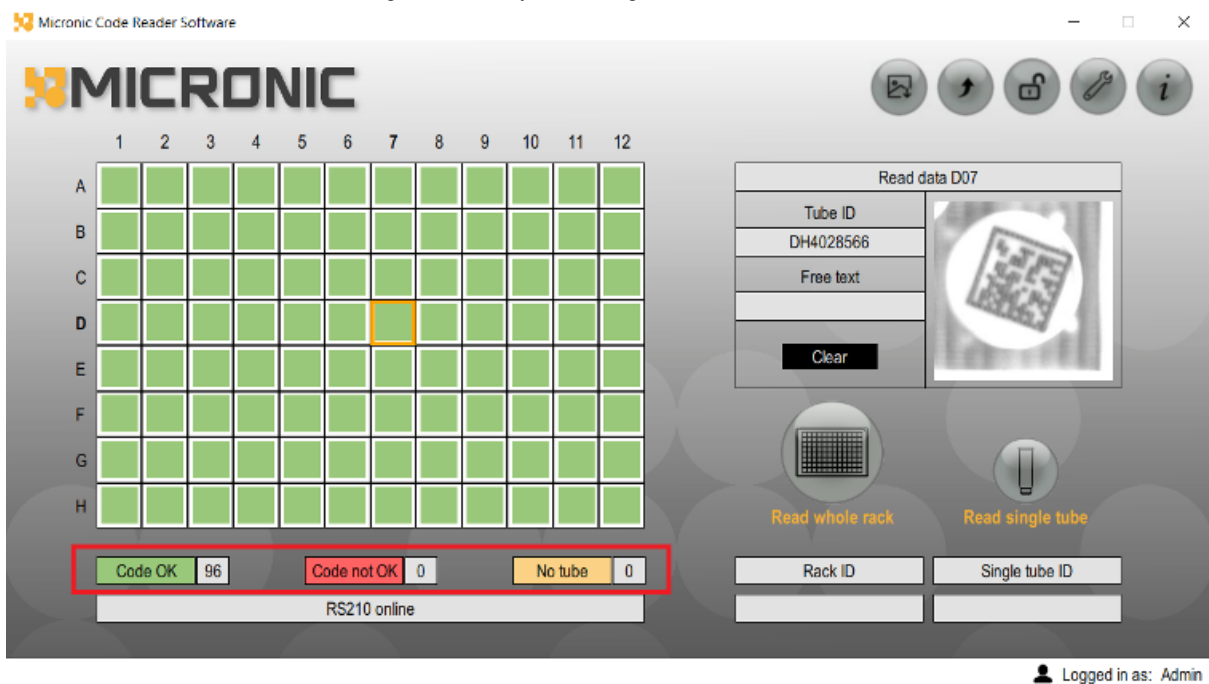 Micronic Code Reader Software
MICRONIC
1 2 3 4 5 6 7 8 9 10 11 12
A
B
C
D
E
F
G
H
Read data D07
Tube ID
DH4028566
Free text
Clear
Read whole rack
Read single tube
Code OK 96 Code not OK 0 No tube 0
RS210 online
Rack ID
Single tube ID
Logged in as: Admin